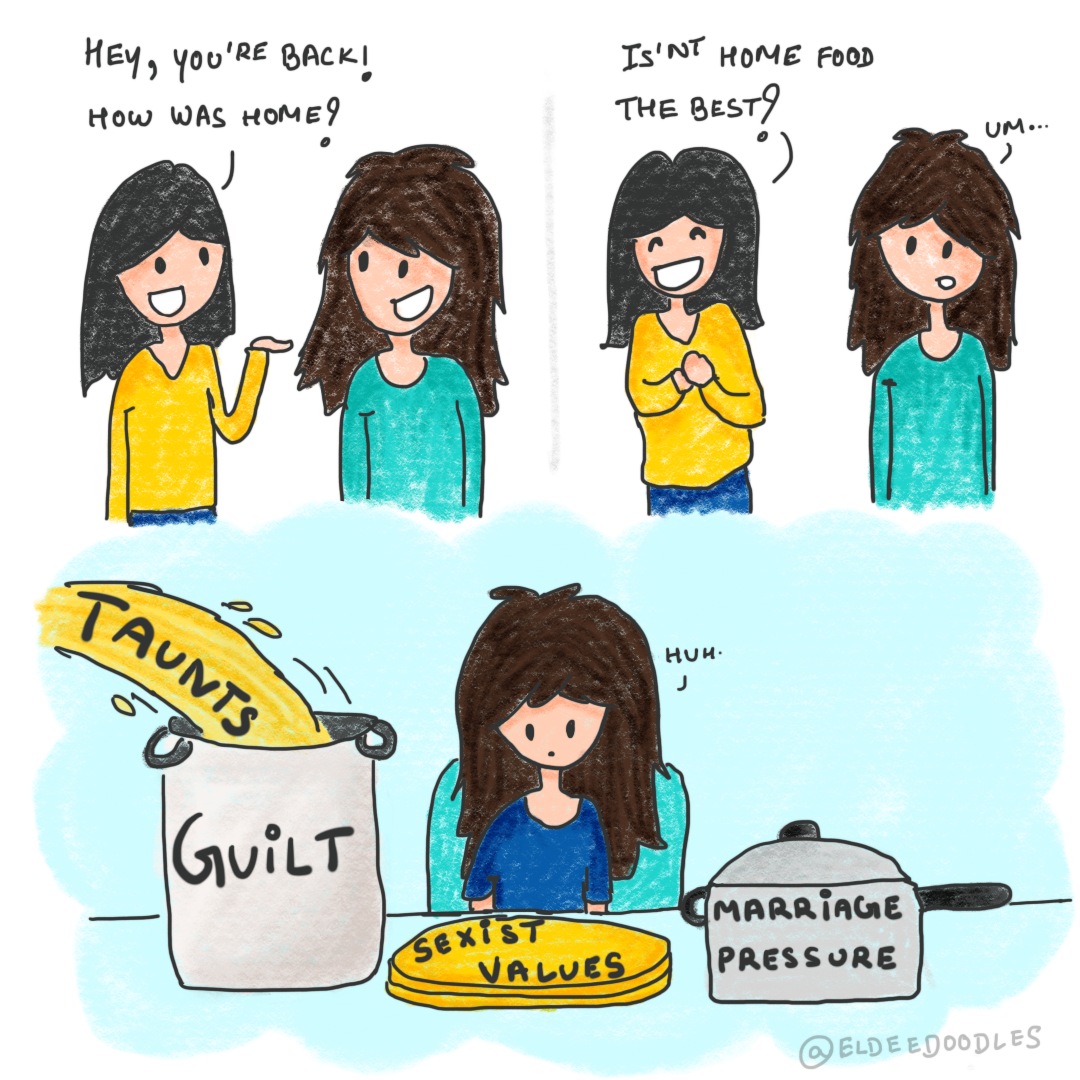 HEY, YOU'RE BACK!
HOW WAS HOME?
IS'NT HOME FOOD
THE BEST?
UM...
TAUNTS
GUILT
HUH.
SEXIST
VALUES
MARRIAGE
PRESSURE
@ELDEEDOODLES